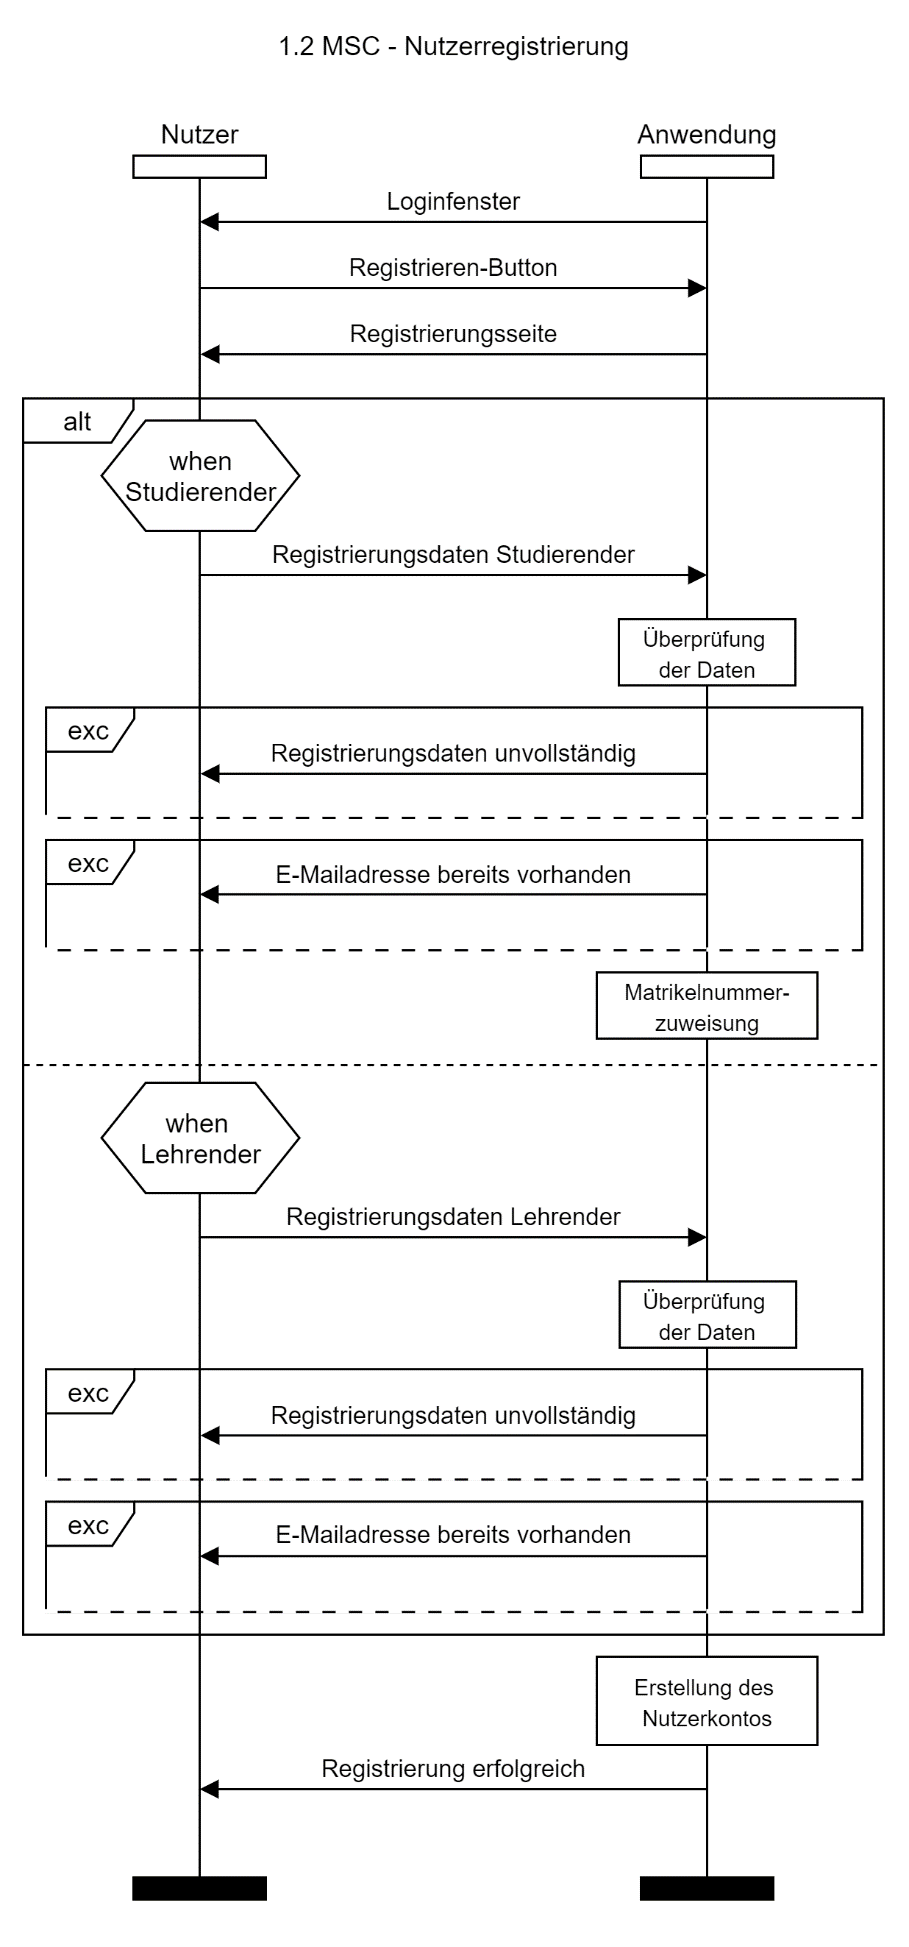 1.2 MSC - Nutzerregistrierung
Nutzer
Anwendung
Loginfenster
Registrieren-Button
Registrierungsseite
alt
when
Studierender
Registrierungsdaten Studierender
Überprüfung
der Daten
exc
Registrierungsdaten unvollständig
exc
E-Mailadresse bereits vorhanden
Matrikelnummer-
zuweisung
when
Lehrender
Registrierungsdaten Lehrender
Überprüfung
der Daten
exc
Registrierungsdaten unvollständig
exc
E-Mailadresse bereits vorhanden
Erstellung des
Nutzerkontos
Registrierung erfolgreich